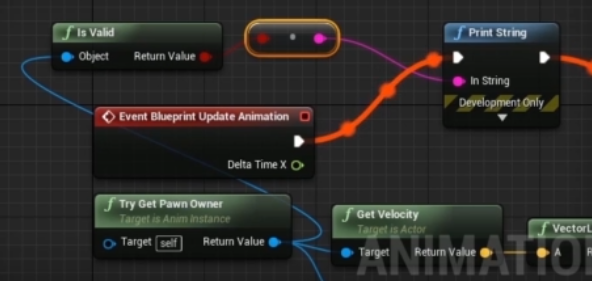 Is Valid
Object
Return Value
Print String
In String
Development Only
Event Blueprint Update Animation
Delta Time X
Try Get Pawn Owner
Target is Anim Instance
Target self
Return Value
Get Velocity
Target is Actor
Target
Return Value
VectorL
A
R
ANIMATIO